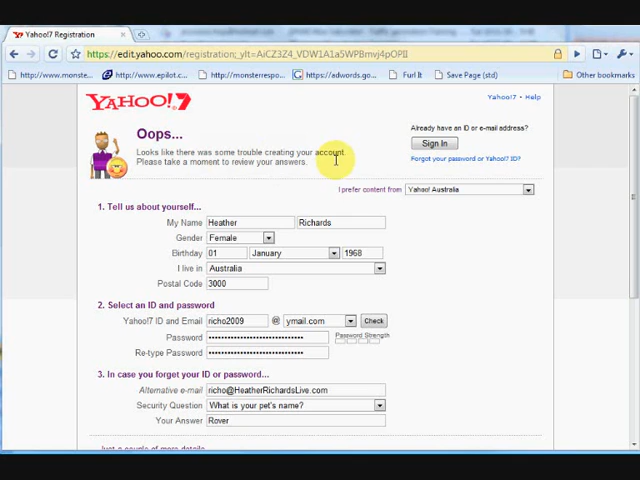 Yahoo!7 Registration
https://edit.yahoo.com/registration;_ylt=AiCZ3Z4_VDW1A1a5WPBmvj4pOPII
http://www.monste...
http://www.epilot.c...
http://monsterrespo...
https://adwords.go...
Furl It
Save Page (std)
Other bookmarks
YAHOO!7
Yahoo!7 - Help
Oops...
Looks like there was some trouble creating your account.
Please take a moment to review your answers.
Already have an ID or e-mail address?
Sign In
Forgot your password or Yahoo!7 ID?
I prefer content from Yahoo! Australia
1. Tell us about yourself...
My Name Heather Richards
Gender Female
Birthday 01 January 1968
I live in Australia
Postal Code 3000
2. Select an ID and password
Yahoo!7 ID and Email richo2009 @ ymail.com Check
Password •••••••••••••••••••••••••••• Password Strength
Re-type Password ••••••••••••••••••••••••••••
3. In case you forget your ID or password...
Alternative e-mail richo@HeatherRichardsLive.com
Security Question What is your pet's name?
Your Answer Rover
Just a couple of more details